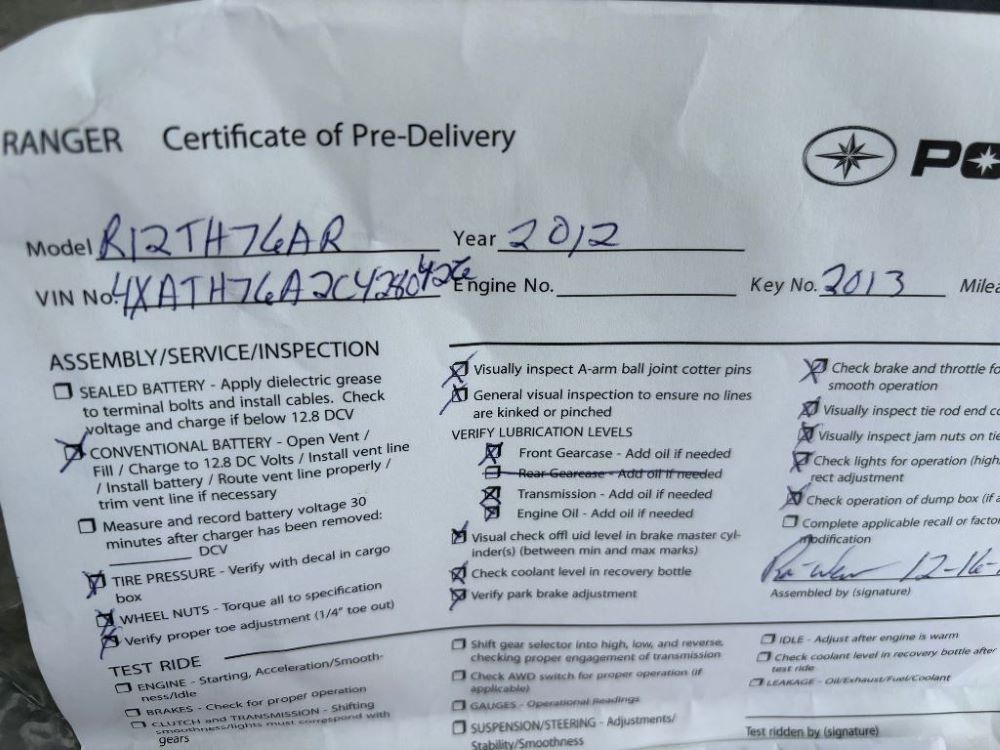 RANGER Certificate of Pre-Delivery
Model R12TH76AR Year 2012
VIN No. 4XATH76A2C4280426 Engine No. Key No. 2013
ASSEMBLY/SERVICE/INSPECTION
SEALED BATTERY - Apply dielectric grease
to terminal bolts and install cables. Check
voltage and charge if below 12.8 DCV
CONVENTIONAL BATTERY - Open Vent /
Fill / Charge to 12.8 DC Volts / Install vent line
/ Install battery / Route vent line properly /
trim vent line if necessary
Measure and record battery voltage 30
minutes after charger has been removed:
DCV
TIRE PRESSURE - Verify with decal in cargo
box
WHEEL NUTS - Torque all to specification
Verify proper toe adjustment (1/4" toe out)
Visually inspect A-arm ball joint cotter pins
General visual inspection to ensure no lines
are kinked or pinched
VERIFY LUBRICATION LEVELS
Front Gearcase - Add oil if needed
Rear Gearcase - Add oil if needed
Transmission - Add oil if needed
Engine Oil - Add oil if needed
Visual check offl uid level in brake master cyl-
inder(s) (between min and max marks)
Check coolant level in recovery bottle
Verify park brake adjustment
Check brake and throttle
smooth operation
Visually inspect tie rod end
Visually inspect jam nuts on
Check lights for operation (high,
rect adjustment
Check operation of dump box (if
Complete applicable recall or
modification
12-16-
Assembled by (signature)
TEST RIDE
ENGINE - Starting, Acceleration/Smooth-
ness/Idle
BRAKES - Check for proper operation
CLUTCH and TRANSMISSION - Shifting
smoothness/lights must correspond with
gears
Shift gear selector into high, low, and reverse,
checking proper engagement of transmission
Check AWD switch for proper operation (if
applicable)
GAUGES - Operational Readings
SUSPENSION/STEERING - Adjustments/
Stability/Smoothness
IDLE - Adjust after engine is warm
Check coolant level in recovery bottle after
test ride
LEAKAGE - Oil/Exhaust/Fuel/Coolant
Test ridden by (signature)